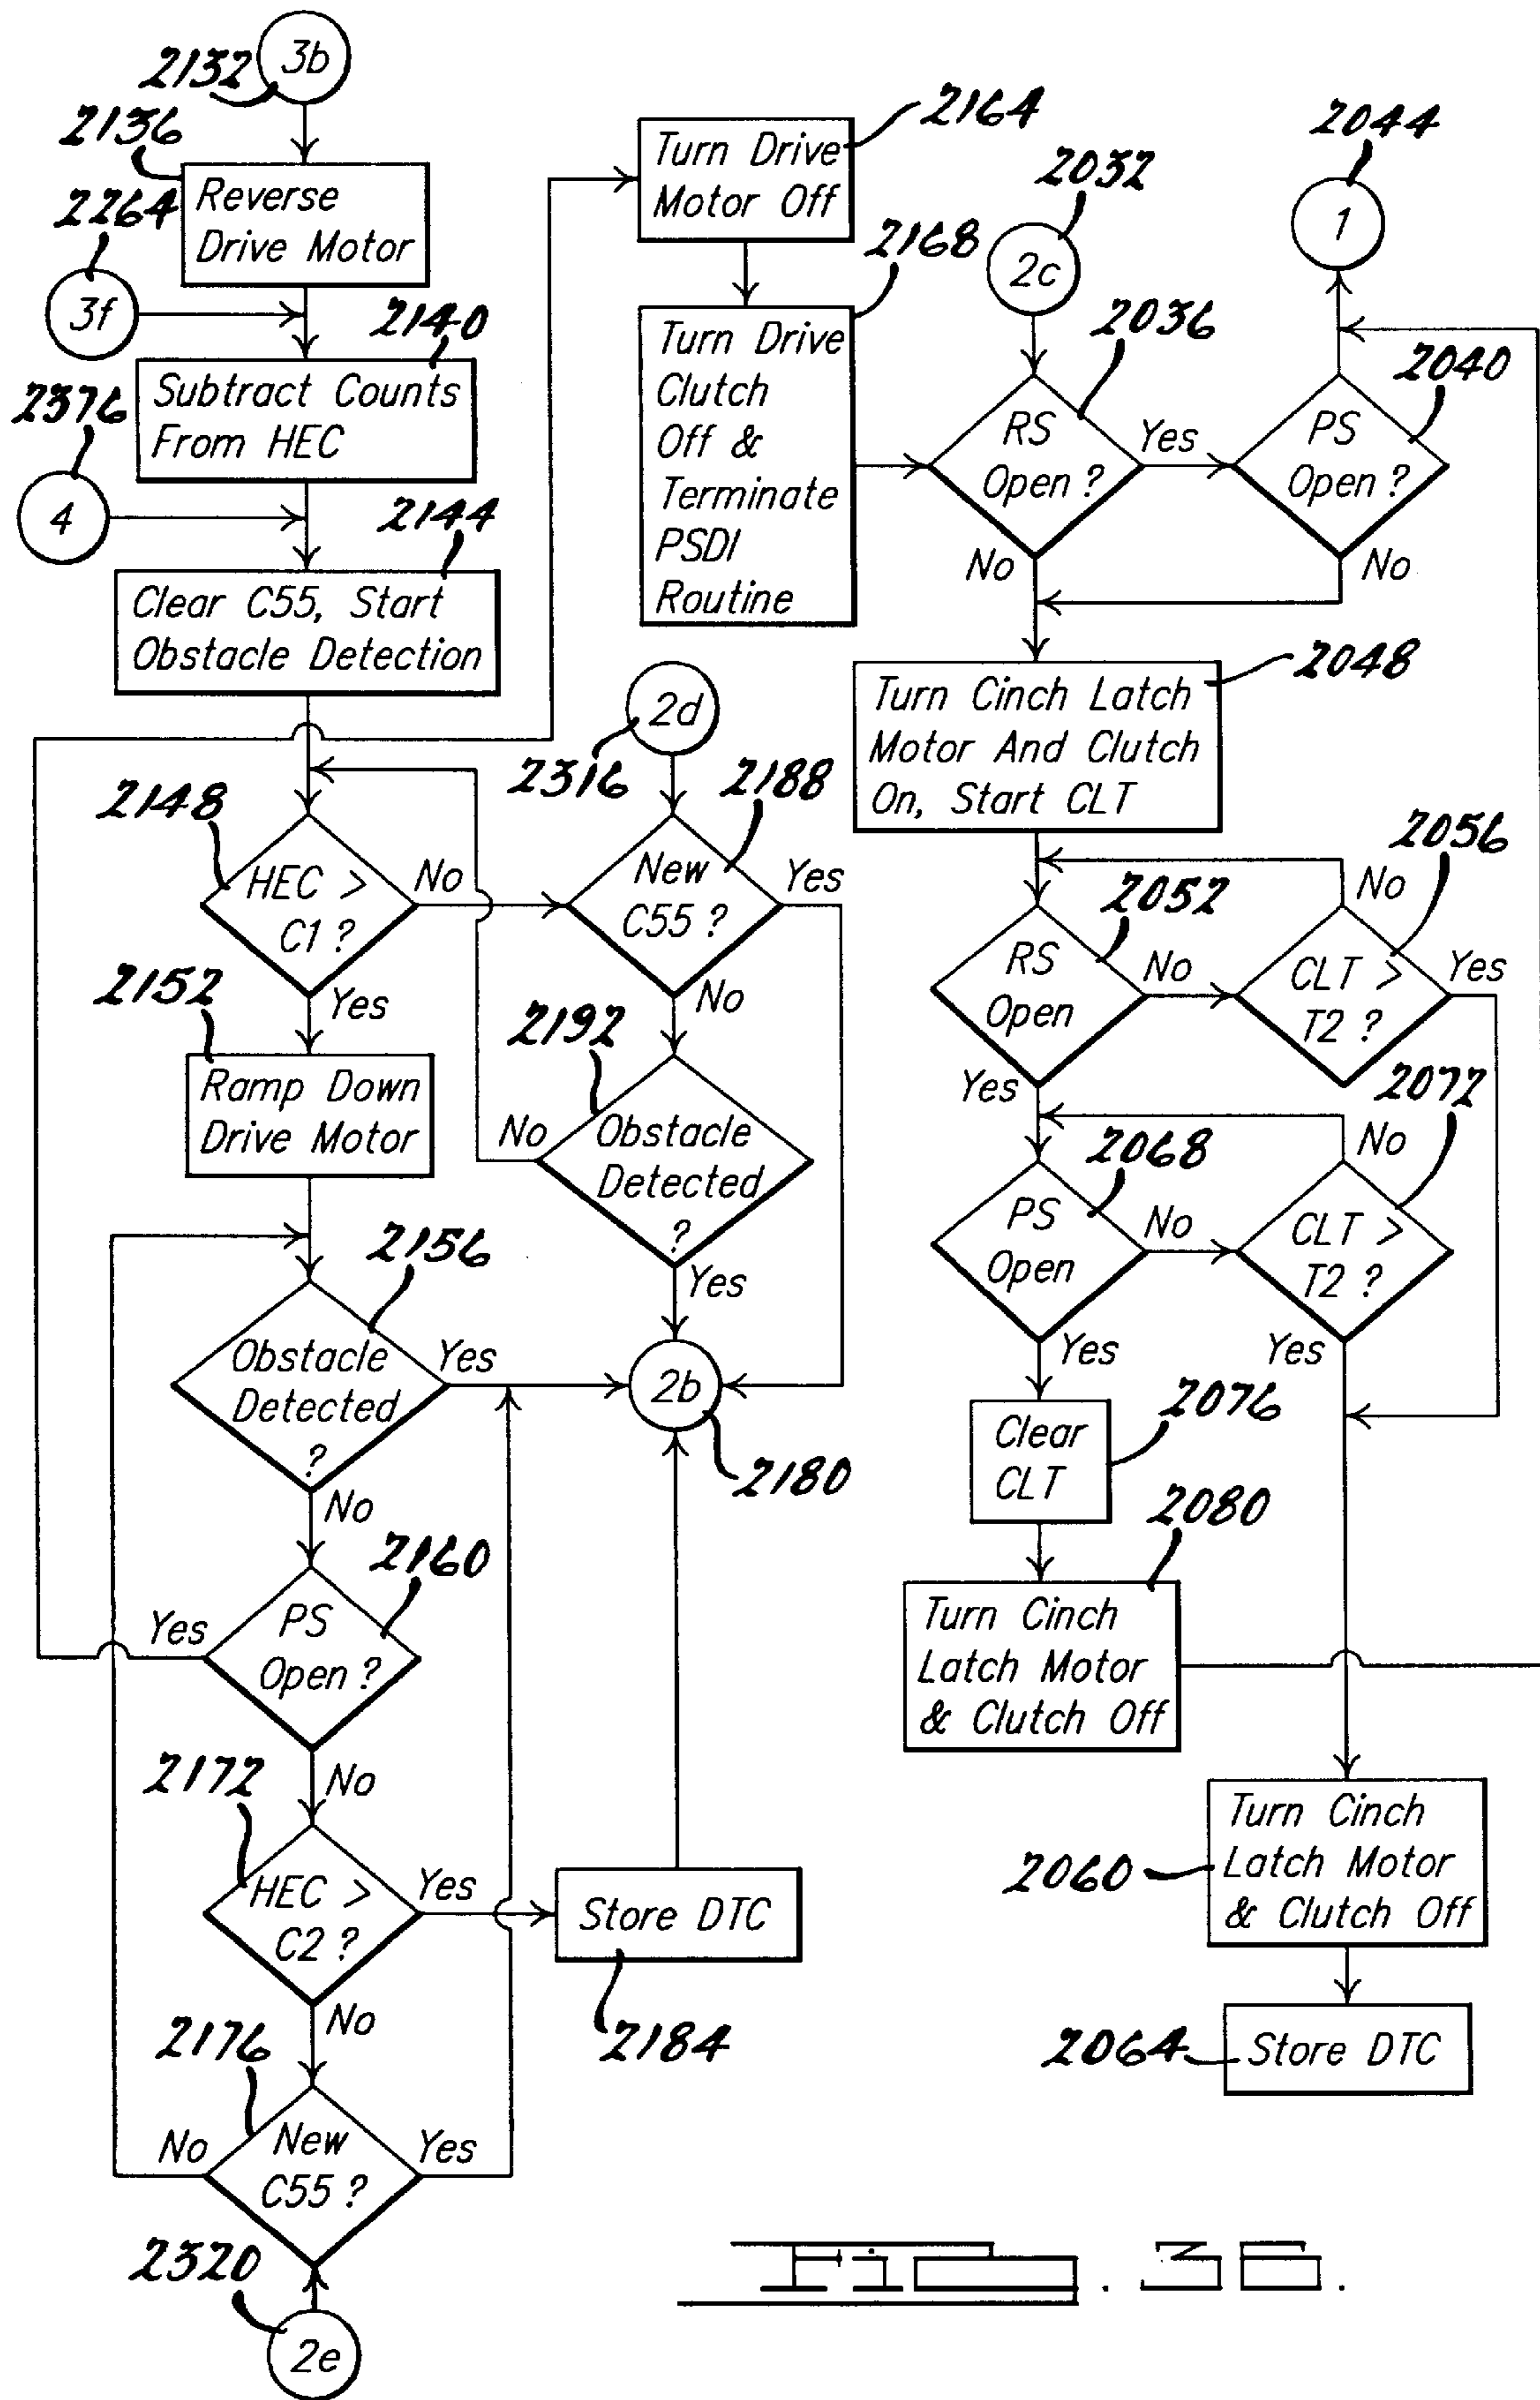 3b
2132
2136
Reverse
Drive Motor
2264
3f
2140
Subtract Counts
From HEC
2376
4
2144
Clear C55, Start
Obstacle Detection
2148
HEC >
C1 ?
No
Yes
2152
Ramp Down
Drive Motor
2156
Obstacle
Detected
?
Yes
No
2160
PS
Open ?
Yes
No
2172
HEC >
C2 ?
Yes
No
2176
New
C55 ?
No
Yes
2320
2e
2164
Turn Drive
Motor Off
2168
Turn Drive
Clutch
Off &
Terminate
PSDI
Routine
2d
2316
2188
New
C55 ?
Yes
No
2192
Obstacle
Detected
?
No
Yes
2b
2180
Store DTC
2184
2032
2c
2036
RS
Open ?
Yes
No
2044
1
2040
PS
Open ?
No
2048
Turn Cinch Latch
Motor And Clutch
On, Start CLT
2052
RS
Open
No
Yes
2056
CLT >
T2 ?
No
Yes
2068
PS
Open
No
Yes
2072
CLT >
T2 ?
No
Yes
2076
Clear
CLT
2080
Turn Cinch
Latch Motor
& Clutch Off
2060
Turn Cinch
Latch Motor
& Clutch Off
2064
Store DTC